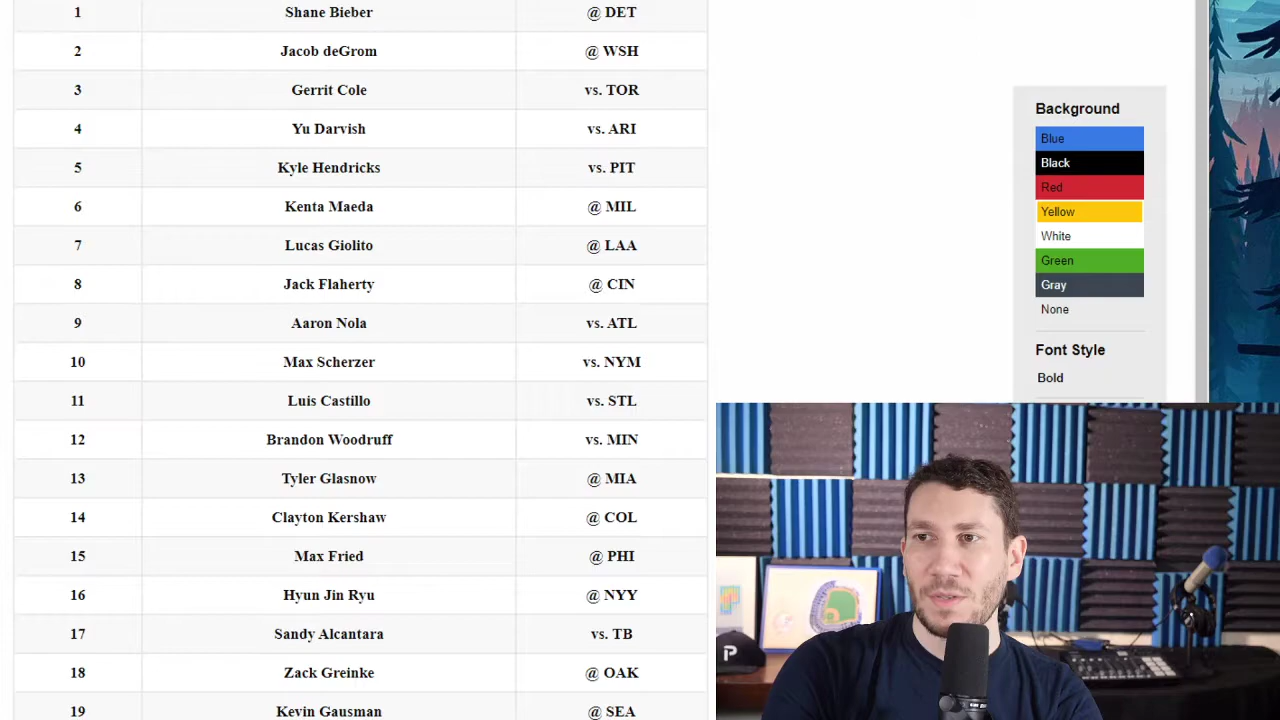 1 Shane Bieber @ DET
2 Jacob deGrom @ WSH
3 Gerrit Cole vs. TOR
4 Yu Darvish vs. ARI
5 Kyle Hendricks vs. PIT
6 Kenta Maeda @ MIL
7 Lucas Giolito @ LAA
8 Jack Flaherty @ CIN
9 Aaron Nola vs. ATL
10 Max Scherzer vs. NYM
11 Luis Castillo vs. STL
12 Brandon Woodruff vs. MIN
13 Tyler Glasnow @ MIA
14 Clayton Kershaw @ COL
15 Max Fried @ PHI
16 Hyun Jin Ryu @ NYY
17 Sandy Alcantara vs. TB
18 Zack Greinke @ OAK
19 Kevin Gausman @ SEA
Background
Blue
Black
Red
Yellow
White
Green
Gray
None
Font Style
Bold
P